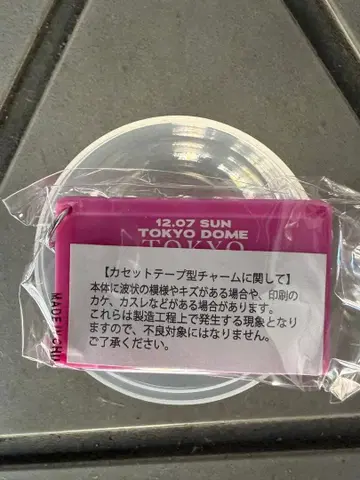 12.07 SUN
TOKYO DOME
TOKYO
【カセットテープ型チャームに関して】
本体に波状の模様やキズがある場合や、印刷の
カケ、カスレなどがある場合があります。
これらは製造工程上で発生する現象となり
ますので、不良対象にはなりません。
ご了承ください。
MADE IN CHI